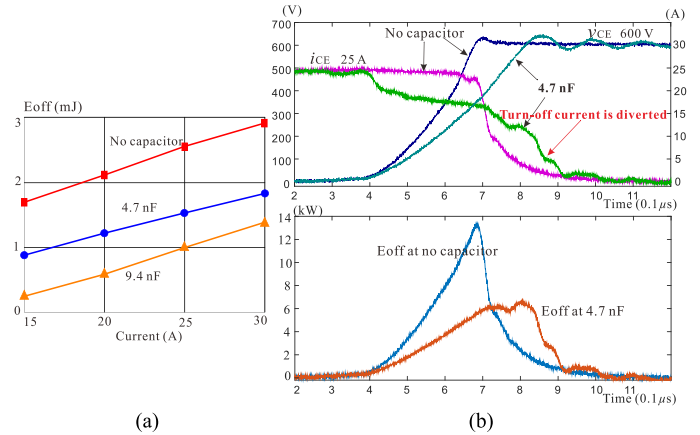 Eoff (mJ)
3
2
1
0
No capacitor
4.7 nF
9.4 nF
15 20 25 30
Current (A)
(a)
(V)
700
600
500
400
300
200
100
0
No capacitor
vCE 600 V
iCE 25 A
4.7 nF
Turn-off current is diverted
30
25
20
15
10
5
0
2 3 4 5 6 7 8 9 10 11
Time (0.1µs)
(kW)
14
12
10
8
6
4
2
0
Eoff at no capacitor
Eoff at 4.7 nF
2 3 4 5 6 7 8 9 10 11
Time (0.1µs)
(b)